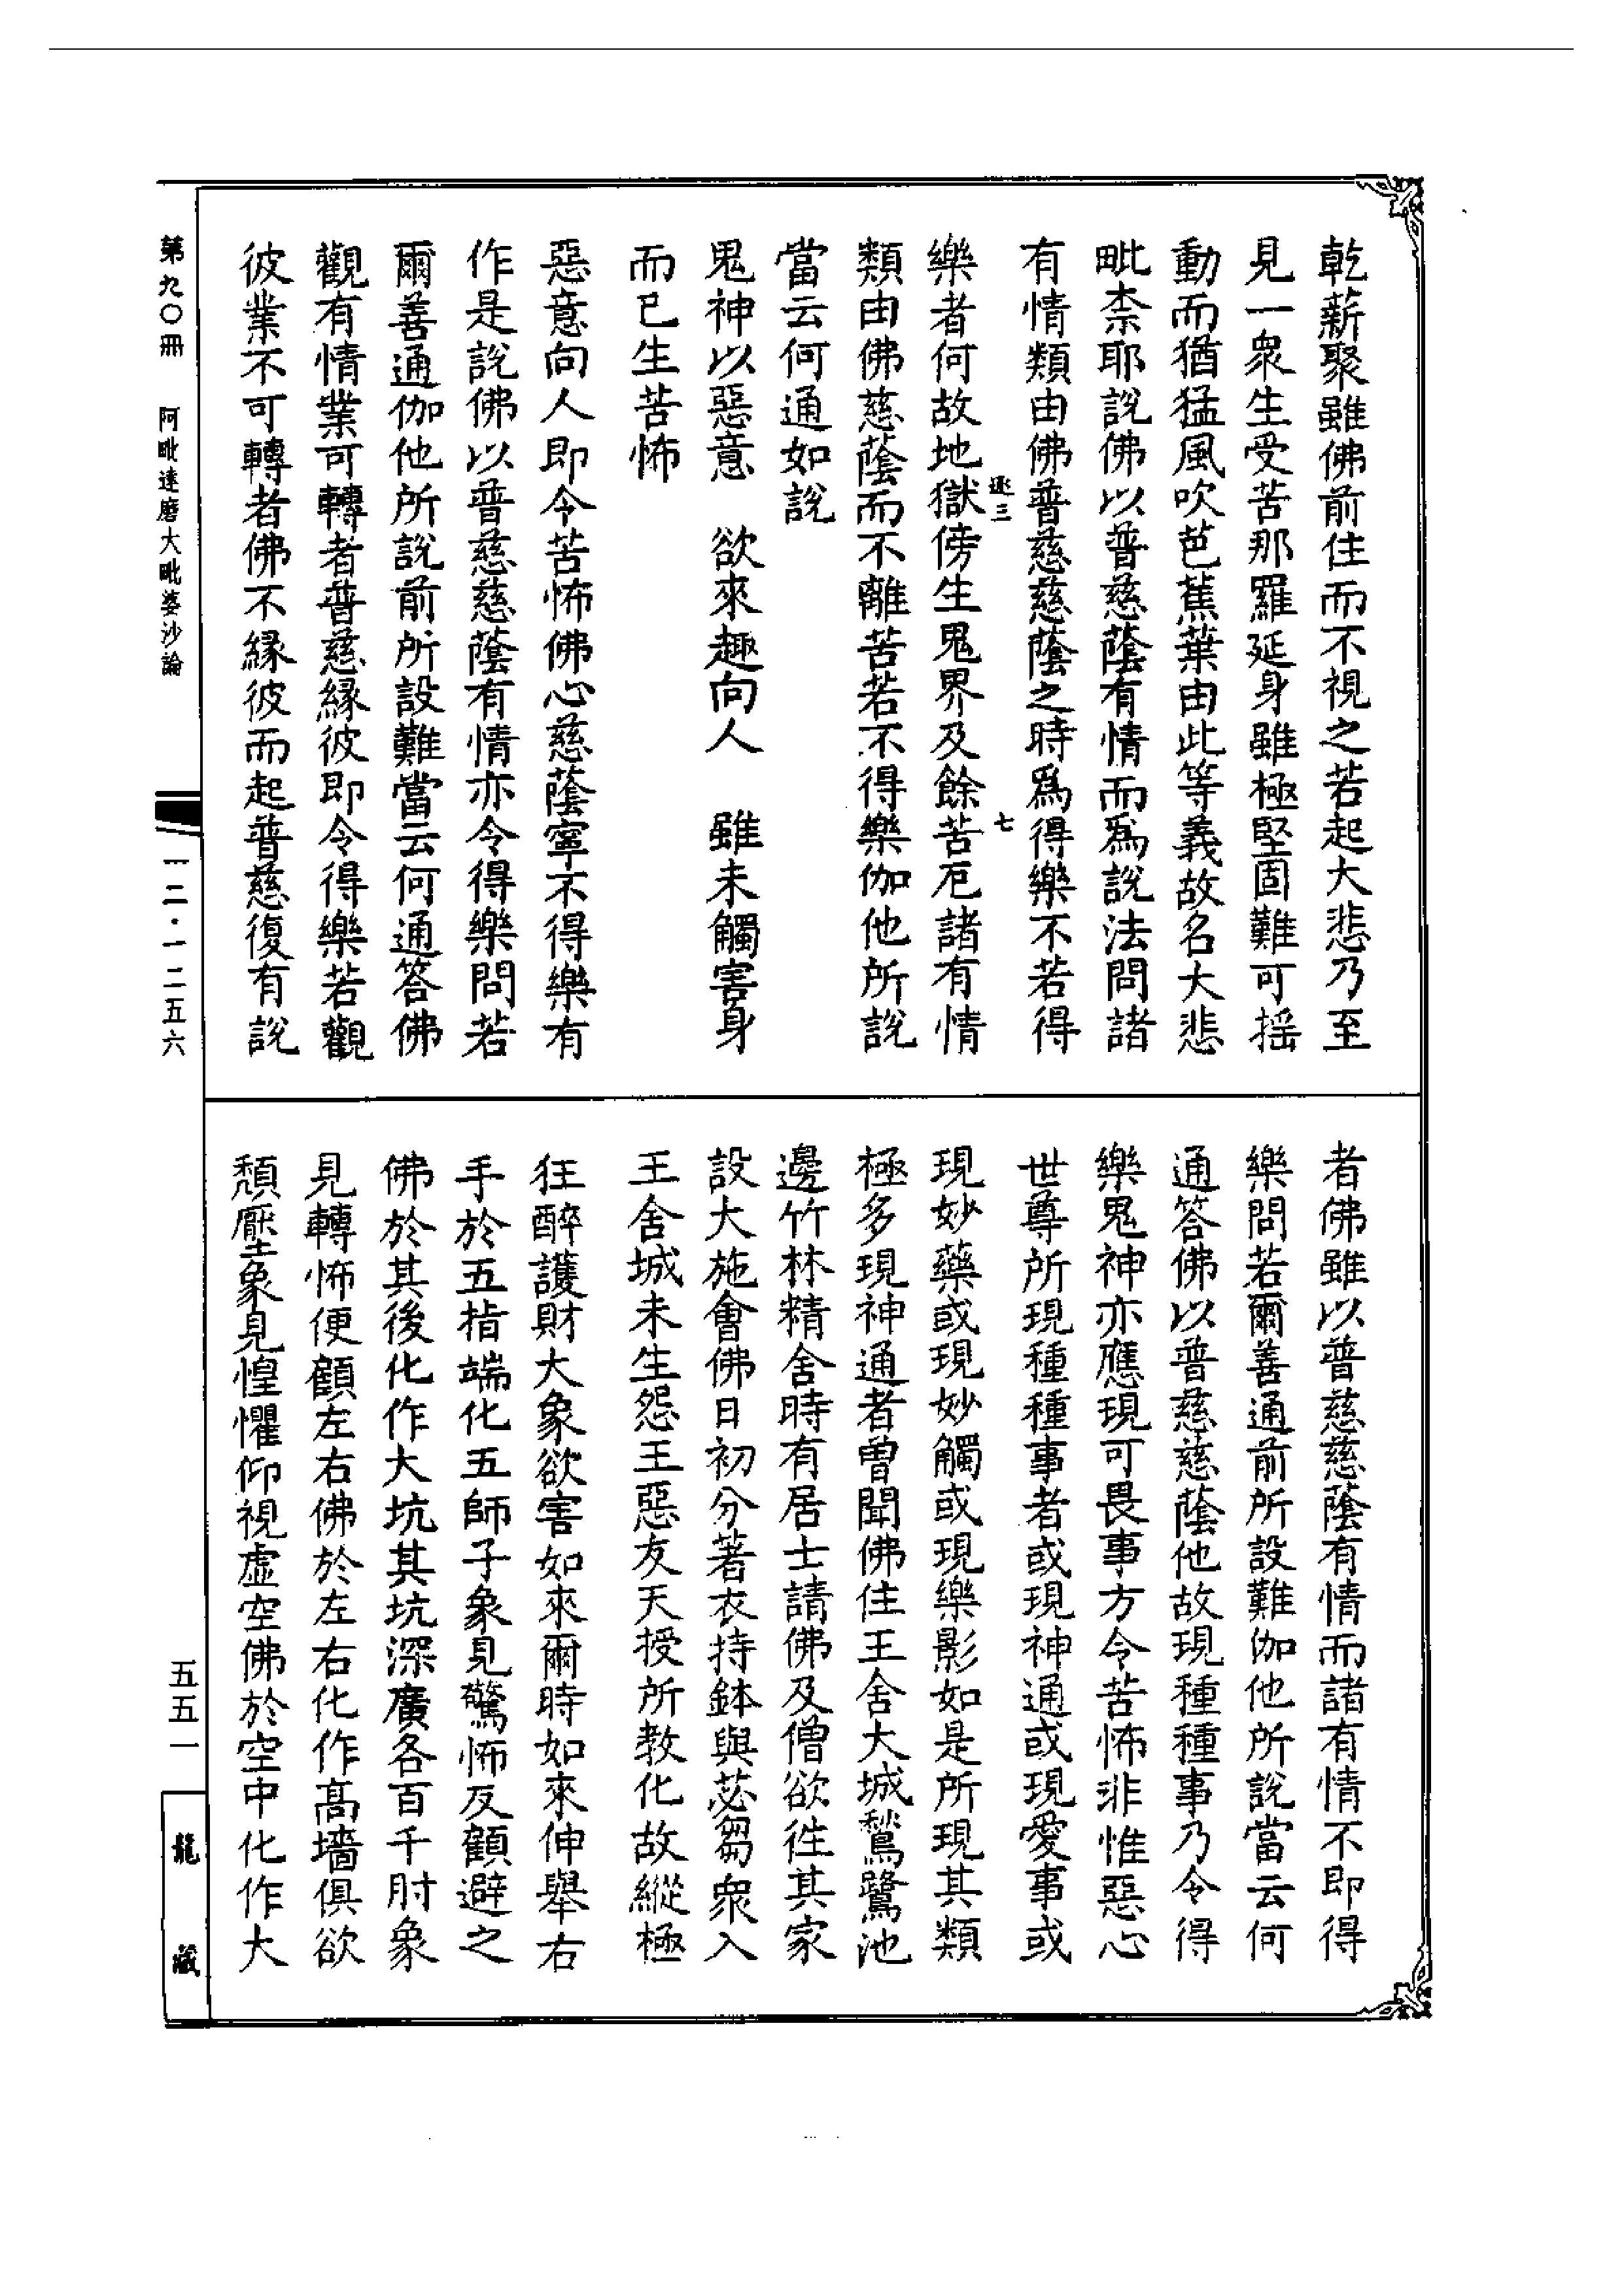 乾薪聚雖佛前住而不視之若起大悲乃至
見一衆生受苦那羅延身雖極堅固難可揺
動而猶猛風吹芭蕉葉由此等義故名大悲
毗柰耶說佛以普慈慈蔭有情而爲說法問諸
有情類由佛普慈慈蔭之時爲得樂不若得
樂者何故地獄傍生鬼界及餘苦厄諸有情
類由佛慈蔭而不離苦若不得樂伽他所說
當云何通如說
鬼神以惡意　欲來趣向人　雖未觸害身
而已生苦怖
惡意向人即令苦怖佛心慈蔭寜不得樂有
作是說佛以普慈慈蔭有情亦令得樂問若
爾善通伽他所說前所設難當云何通答佛
觀有情業可轉者普慈緣彼即令得樂若觀
彼業不可轉者佛不緣彼而起普慈復有說
者佛雖以普慈慈蔭有情而諸有情不即得
樂問若爾善通前所設難伽他所說當云何
通答佛以普慈慈蔭他故現種種事乃令得
樂鬼神亦應現可畏事方令苦怖非惟惡心
世尊所現種種事者或現神通或現愛事或
現妙藥或現妙觸或現樂影如是所現其類
極多現神通者曾聞佛住王舍大城鶖鷺池
邊竹林精舍時有居士請佛及僧欲往其家
設大施會佛日初分著衣持鉢與苾芻衆入
王舍城未生怨王惡友天授所教化故縱極
狂醉護財大象欲害如來爾時如來伸舉右
手於五指端化五師子象見驚怖反顧避之
佛於其後化作大坑其坑深廣各百千肘象
見轉怖便顧左右佛於左右化作高墻俱欲
頹壓象見惶懼仰視虚空佛於空中化作大
三
七
第九〇冊　阿毗達磨大毗婆沙論
一二·一二五六
五五一
龍藏